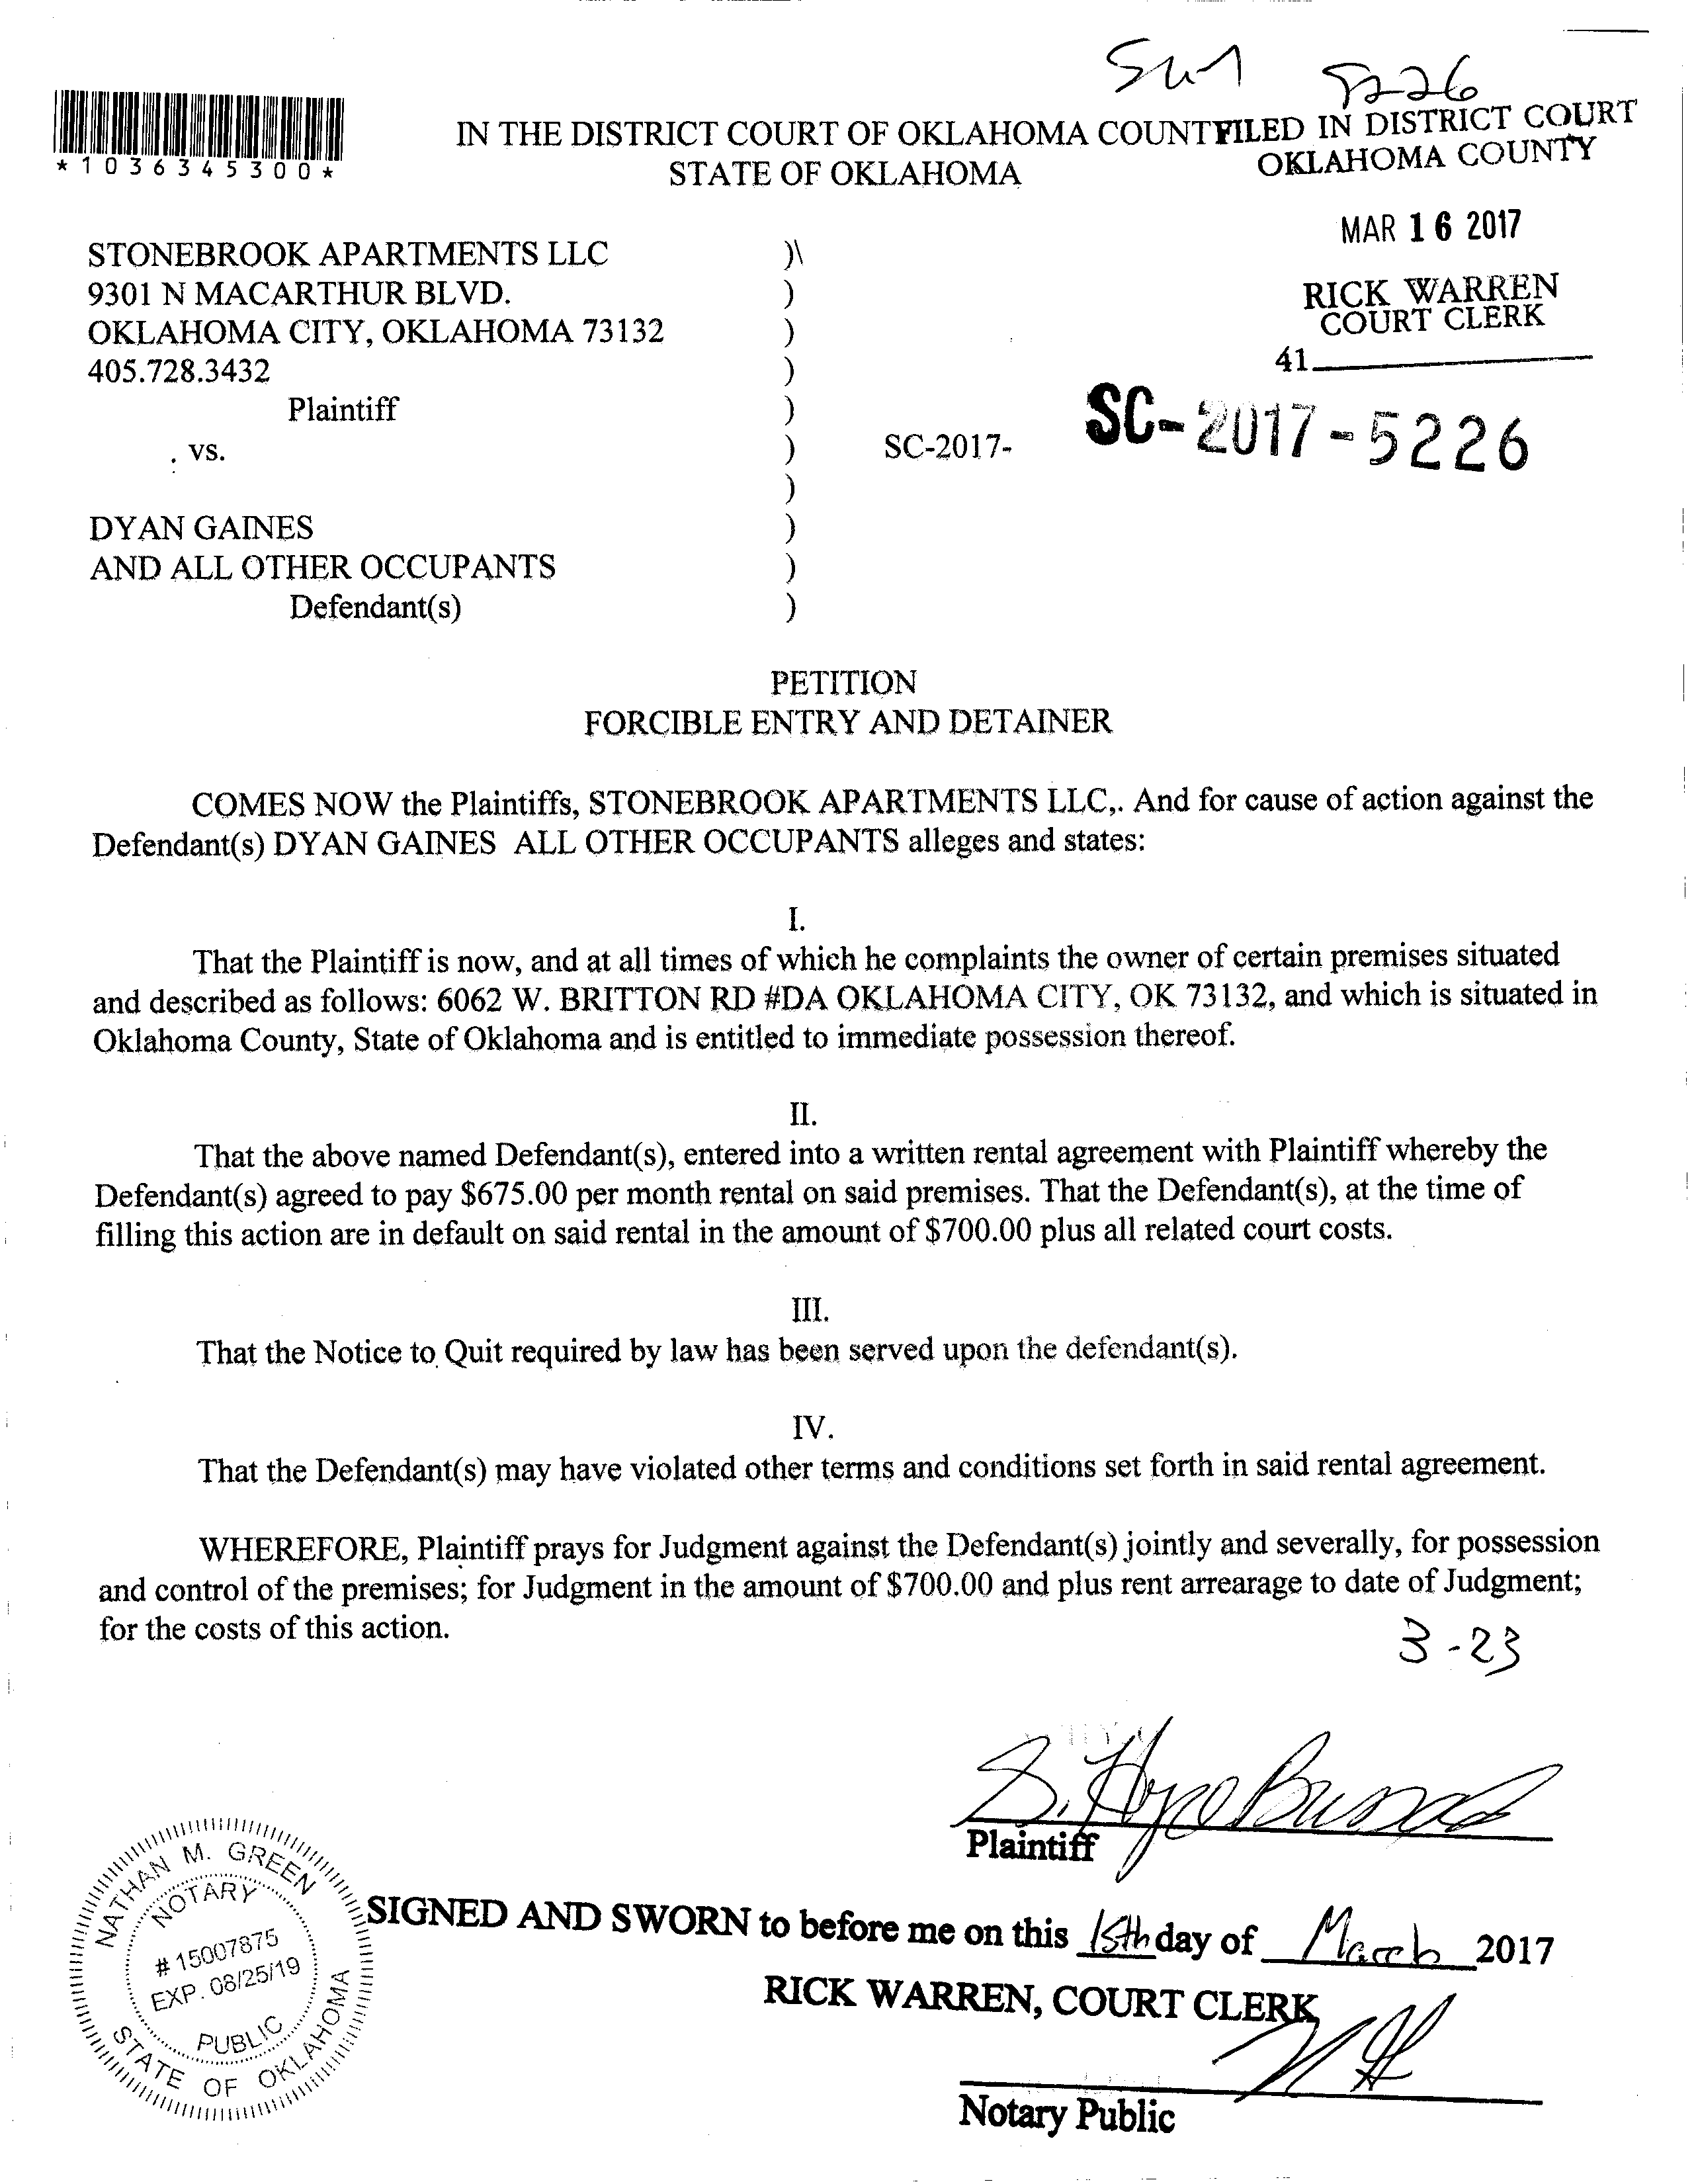 5226
*1036345300*
IN THE DISTRICT COURT OF OKLAHOMA COUNTY
STATE OF OKLAHOMA
FILED IN DISTRICT COURT
OKLAHOMA COUNTY
MAR 16 2017
RICK WARREN
COURT CLERK
41
STONEBROOK APARTMENTS LLC )\
9301 N MACARTHUR BLVD. )
OKLAHOMA CITY, OKLAHOMA 73132 )
405.728.3432 )
Plaintiff )
. vs. ) SC-2017- SC-2017-5226
)
DYAN GAINES )
AND ALL OTHER OCCUPANTS )
Defendant(s) )
PETITION
FORCIBLE ENTRY AND DETAINER
COMES NOW the Plaintiffs, STONEBROOK APARTMENTS LLC,. And for cause of action against the
Defendant(s) DYAN GAINES ALL OTHER OCCUPANTS alleges and states:
I.
That the Plaintiff is now, and at all times of which he complaints the owner of certain premises situated
and described as follows: 6062 W. BRITTON RD #DA OKLAHOMA CITY, OK 73132, and which is situated in
Oklahoma County, State of Oklahoma and is entitled to immediate possession thereof.
II.
That the above named Defendant(s), entered into a written rental agreement with Plaintiff whereby the
Defendant(s) agreed to pay $675.00 per month rental on said premises. That the Defendant(s), at the time of
filling this action are in default on said rental in the amount of $700.00 plus all related court costs.
III.
That the Notice to Quit required by law has been served upon the defendant(s).
IV.
That the Defendant(s) may have violated other terms and conditions set forth in said rental agreement.
WHEREFORE, Plaintiff prays for Judgment against the Defendant(s) jointly and severally, for possession
and control of the premises; for Judgment in the amount of $700.00 and plus rent arrearage to date of Judgment;
for the costs of this action.
3-23
Plaintiff
SIGNED AND SWORN to before me on this 15th day of March 2017
RICK WARREN, COURT CLERK
Notary Public
NATHAN M. GREEN
NOTARY
# 15007875
EXP. 08/25/19
PUBLIC
STATE OF OKLAHOMA